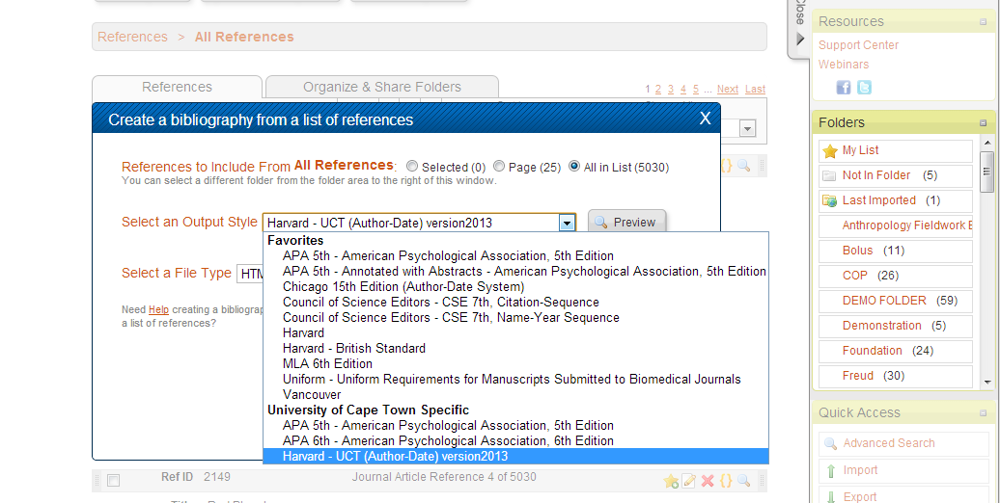 References > All References
References Organize & Share Folders
1 2 3 4 5 ... Next Last
Create a bibliography from a list of references X
References to Include From All References: Selected (0) Page (25) All in List (5030)
You can select a different folder from the folder area to the right of this window.
Select an Output Style Harvard - UCT (Author-Date) version2013 Preview
Favorites
APA 5th - American Psychological Association, 5th Edition
APA 5th - Annotated with Abstracts - American Psychological Association, 5th Edition
Chicago 15th Edition (Author-Date System)
Council of Science Editors - CSE 7th, Citation-Sequence
Council of Science Editors - CSE 7th, Name-Year Sequence
Harvard
Harvard - British Standard
MLA 6th Edition
Uniform - Uniform Requirements for Manuscripts Submitted to Biomedical Journals
Vancouver
University of Cape Town Specific
APA 5th - American Psychological Association, 5th Edition
APA 6th - American Psychological Association, 6th Edition
Harvard - UCT (Author-Date) version2013
Select a File Type HTM
Need Help creating a bibliogra
a list of references?
Ref ID 2149 Journal Article Reference 4 of 5030
Close
Resources
Support Center
Webinars
Folders
My List
Not In Folder (5)
Last Imported (1)
Anthropology Fieldwork E
Bolus (11)
COP (26)
DEMO FOLDER (59)
Demonstration (5)
Foundation (24)
Freud (30)
Quick Access
Advanced Search
Import
Export